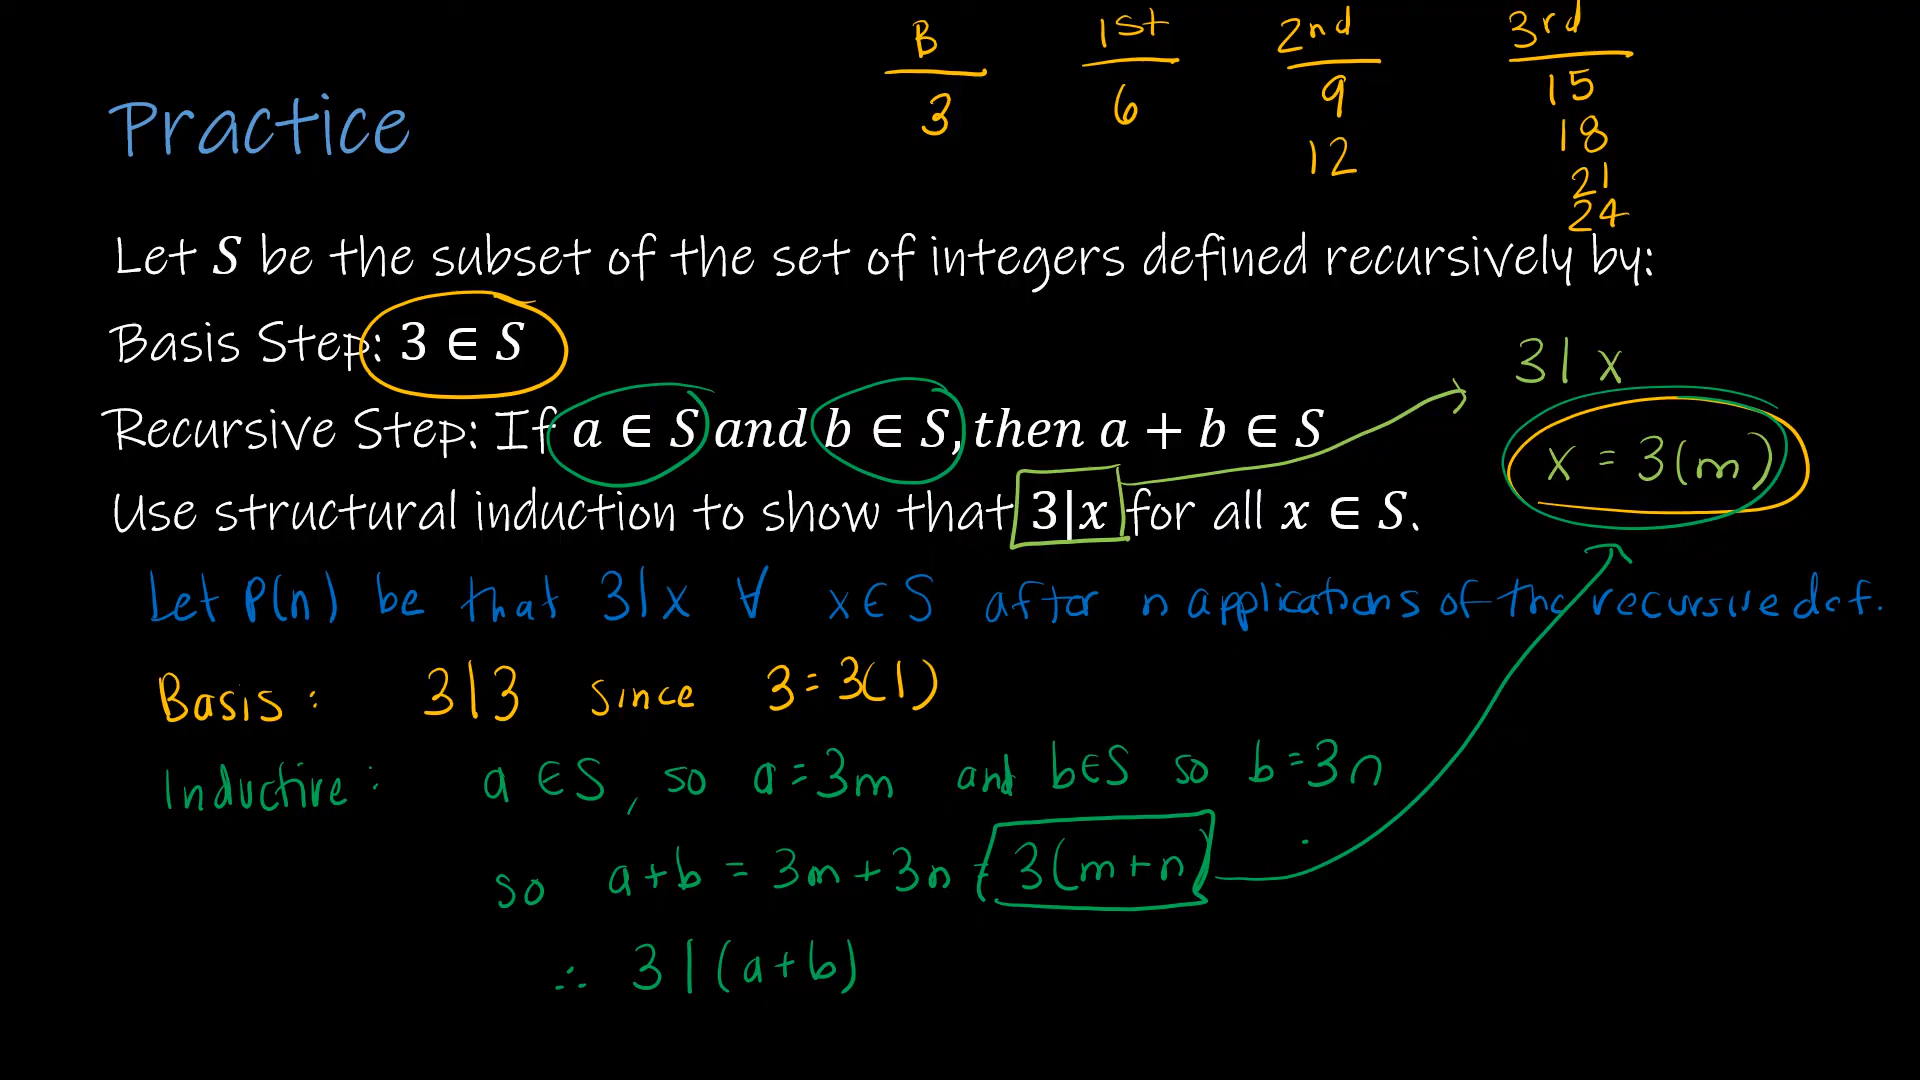 B 1st 2nd 3rd
3 6 9 15
12 18
21
24
Practice
Let S be the subset of the set of integers defined recursively by:
Basis Step: 3 ∈ S
3 | x
Recursive Step: If a ∈ S and b ∈ S, then a + b ∈ S
x = 3(m)
Use structural induction to show that 3|x for all x ∈ S.
Let P(n) be that 3|x ∀ x∈S after n applications of the recursive def.
Basis: 3|3 since 3=3(1)
Inductive: a ∈S, so a=3m and b∈S so b=3n
so a+b = 3m+3n = 3(m+n)
∴ 3|(a+b)